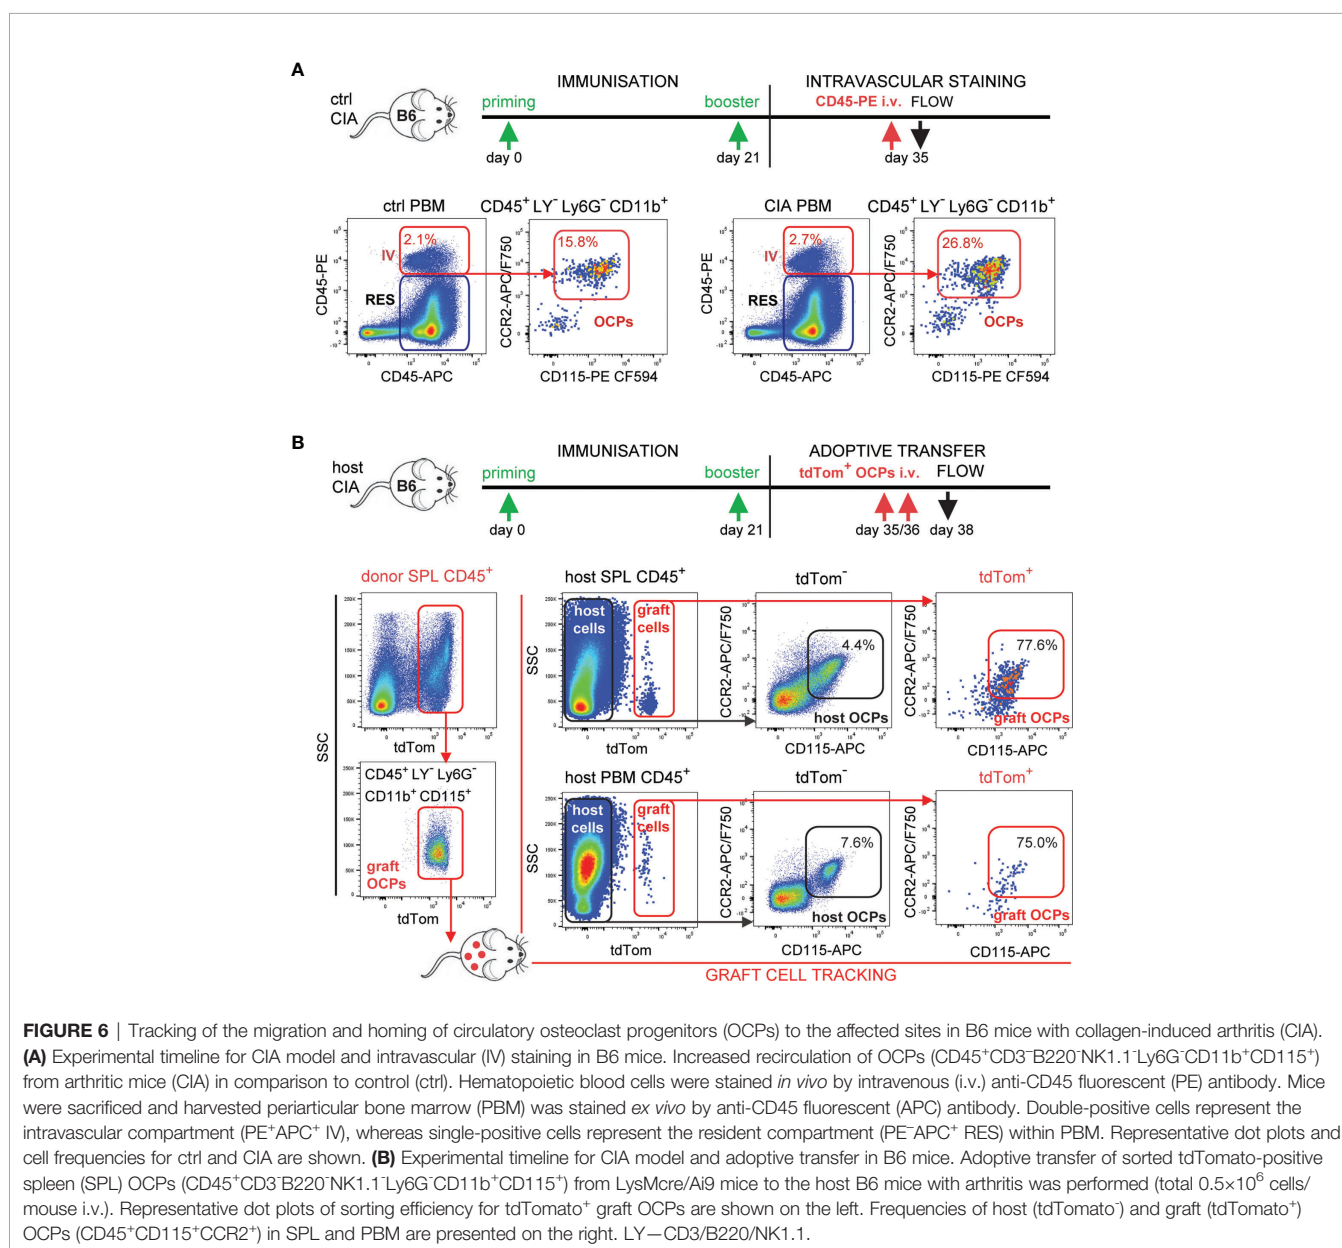 A
ctrl
CIA
B6
IMMUNISATION
INTRAVASCULAR STAINING
priming
booster
CD45-PE i.v. FLOW
day 0
day 21
day 35
ctrl PBM
CD45⁺ LY⁻ Ly6G⁻ CD11b⁺
CIA PBM
CD45⁺ LY⁻ Ly6G⁻ CD11b⁺
2.1%
IV
RES
CD45-PE
CD45-APC
15.8%
OCPs
CCR2-APC/F750
CD115-PE CF594
2.7%
IV
RES
CD45-PE
CD45-APC
26.8%
OCPs
CCR2-APC/F750
CD115-PE CF594
B
host
CIA
B6
IMMUNISATION
ADOPTIVE TRANSFER
priming
booster
tdTom⁺ OCPs i.v.
FLOW
day 0
day 21
day 35/36
day 38
donor SPL CD45⁺
host SPL CD45⁺
tdTom⁻
tdTom⁺
SSC
tdTom
CD45⁺ LY⁻ Ly6G⁻
CD11b⁺ CD115⁺
graft
OCPs
tdTom
SSC
host
cells
graft
cells
tdTom
CCR2-APC/F750
4.4%
host OCPs
CD115-APC
CCR2-APC/F750
77.6%
graft OCPs
CD115-APC
host PBM CD45⁺
tdTom⁻
tdTom⁺
SSC
host
cells
graft
cells
tdTom
CCR2-APC/F750
7.6%
host OCPs
CD115-APC
CCR2-APC/F750
75.0%
graft OCPs
CD115-APC
GRAFT CELL TRACKING
FIGURE 6 | Tracking of the migration and homing of circulatory osteoclast progenitors (OCPs) to the affected sites in B6 mice with collagen-induced arthritis (CIA).
(A) Experimental timeline for CIA model and intravascular (IV) staining in B6 mice. Increased recirculation of OCPs (CD45⁺CD3⁻B220⁻NK1.1⁻Ly6G⁻CD11b⁺CD115⁺)
from arthritic mice (CIA) in comparison to control (ctrl). Hematopoietic blood cells were stained in vivo by intravenous (i.v.) anti-CD45 fluorescent (PE) antibody. Mice
were sacrificed and harvested periarticular bone marrow (PBM) was stained ex vivo by anti-CD45 fluorescent (APC) antibody. Double-positive cells represent the
intravascular compartment (PE⁺APC⁺ IV), whereas single-positive cells represent the resident compartment (PE⁻APC⁺ RES) within PBM. Representative dot plots and
cell frequencies for ctrl and CIA are shown. (B) Experimental timeline for CIA model and adoptive transfer in B6 mice. Adoptive transfer of sorted tdTomato-positive
spleen (SPL) OCPs (CD45⁺CD3⁻B220⁻NK1.1⁻Ly6G⁻CD11b⁺CD115⁺) from LysMcre/Ai9 mice to the host B6 mice with arthritis was performed (total 0.5×10⁶ cells/
mouse i.v.). Representative dot plots of sorting efficiency for tdTomato⁺ graft OCPs are shown on the left. Frequencies of host (tdTomato⁻) and graft (tdTomato⁺)
OCPs (CD45⁺CD115⁺CCR2⁺) in SPL and PBM are presented on the right. LY—CD3/B220/NK1.1.